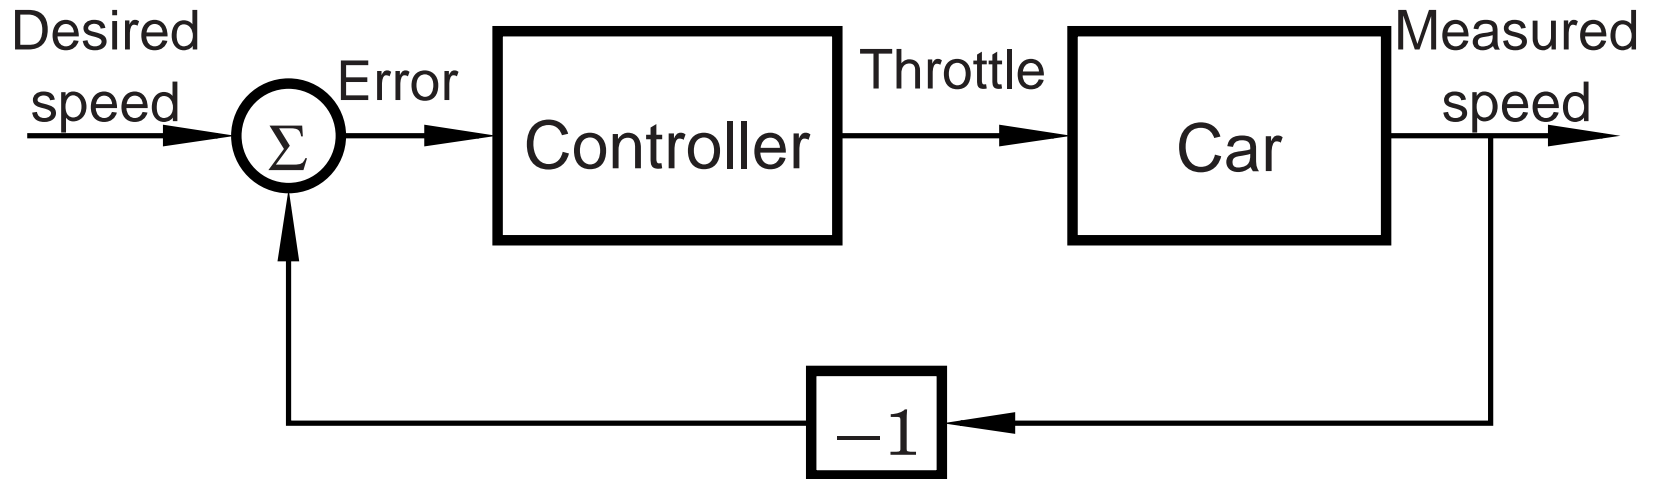 Desired
speed
Σ
Error
Controller
Throttle
Car
Measured
speed
−1